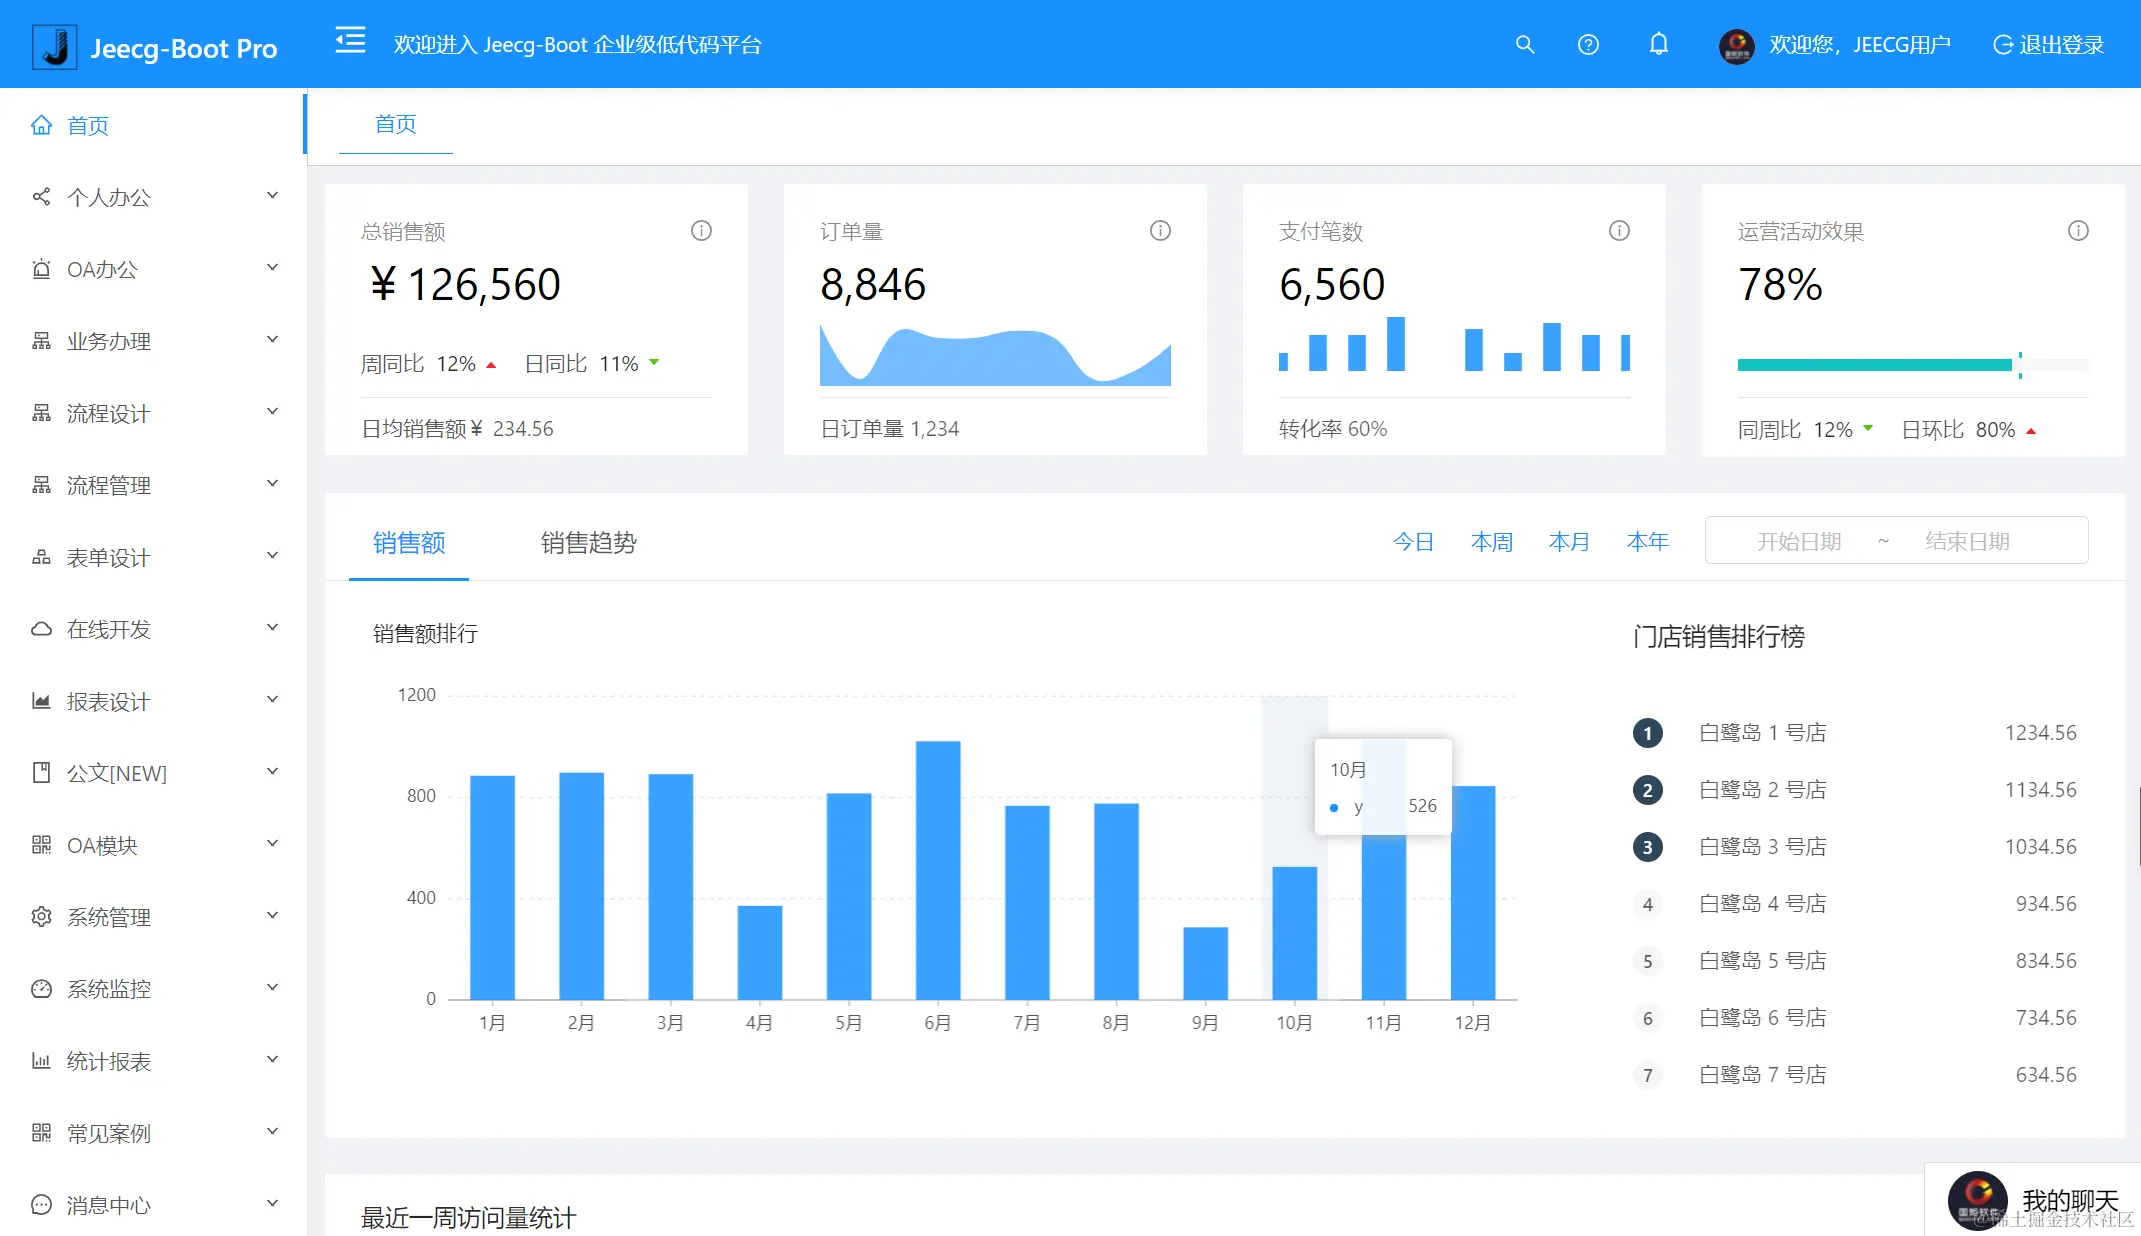 Jeecg-Boot Pro
欢迎进入 Jeecg-Boot 企业级低代码平台
欢迎您，JEECG用户
退出登录
首页
个人办公
OA办公
业务办理
流程设计
流程管理
表单设计
在线开发
报表设计
公文[NEW]
OA模块
系统管理
系统监控
统计报表
常见案例
消息中心
首页
总销售额
¥ 126,560
周同比 12% 日同比 11%
日均销售额¥ 234.56
订单量
8,846
日订单量 1,234
支付笔数
6,560
转化率 60%
运营活动效果
78%
同周比 12% 日环比 80%
销售额 销售趋势
今日 本周 本月 本年 开始日期 ~ 结束日期
销售额排行
1200
800
400
0
1月 2月 3月 4月 5月 6月 7月 8月 9月 10月 11月 12月
10月
y 526
门店销售排行榜
1 白鹭岛 1 号店 1234.56
2 白鹭岛 2 号店 1134.56
3 白鹭岛 3 号店 1034.56
4 白鹭岛 4 号店 934.56
5 白鹭岛 5 号店 834.56
6 白鹭岛 6 号店 734.56
7 白鹭岛 7 号店 634.56
最近一周访问量统计
国炬软件
我的聊天
@稀土掘金技术社区